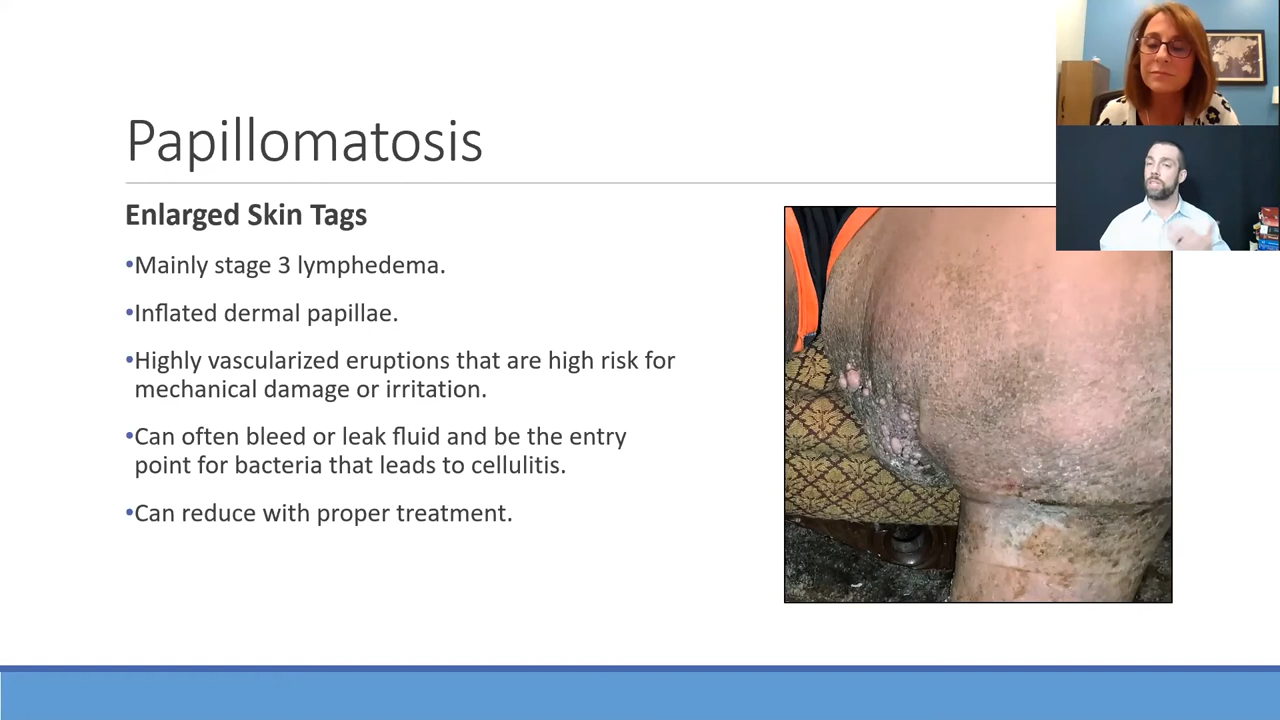 Papillomatosis
Enlarged Skin Tags
•Mainly stage 3 lymphedema.
•Inflated dermal papillae.
•Highly vascularized eruptions that are high risk for
mechanical damage or irritation.
•Can often bleed or leak fluid and be the entry
point for bacteria that leads to cellulitis.
•Can reduce with proper treatment.